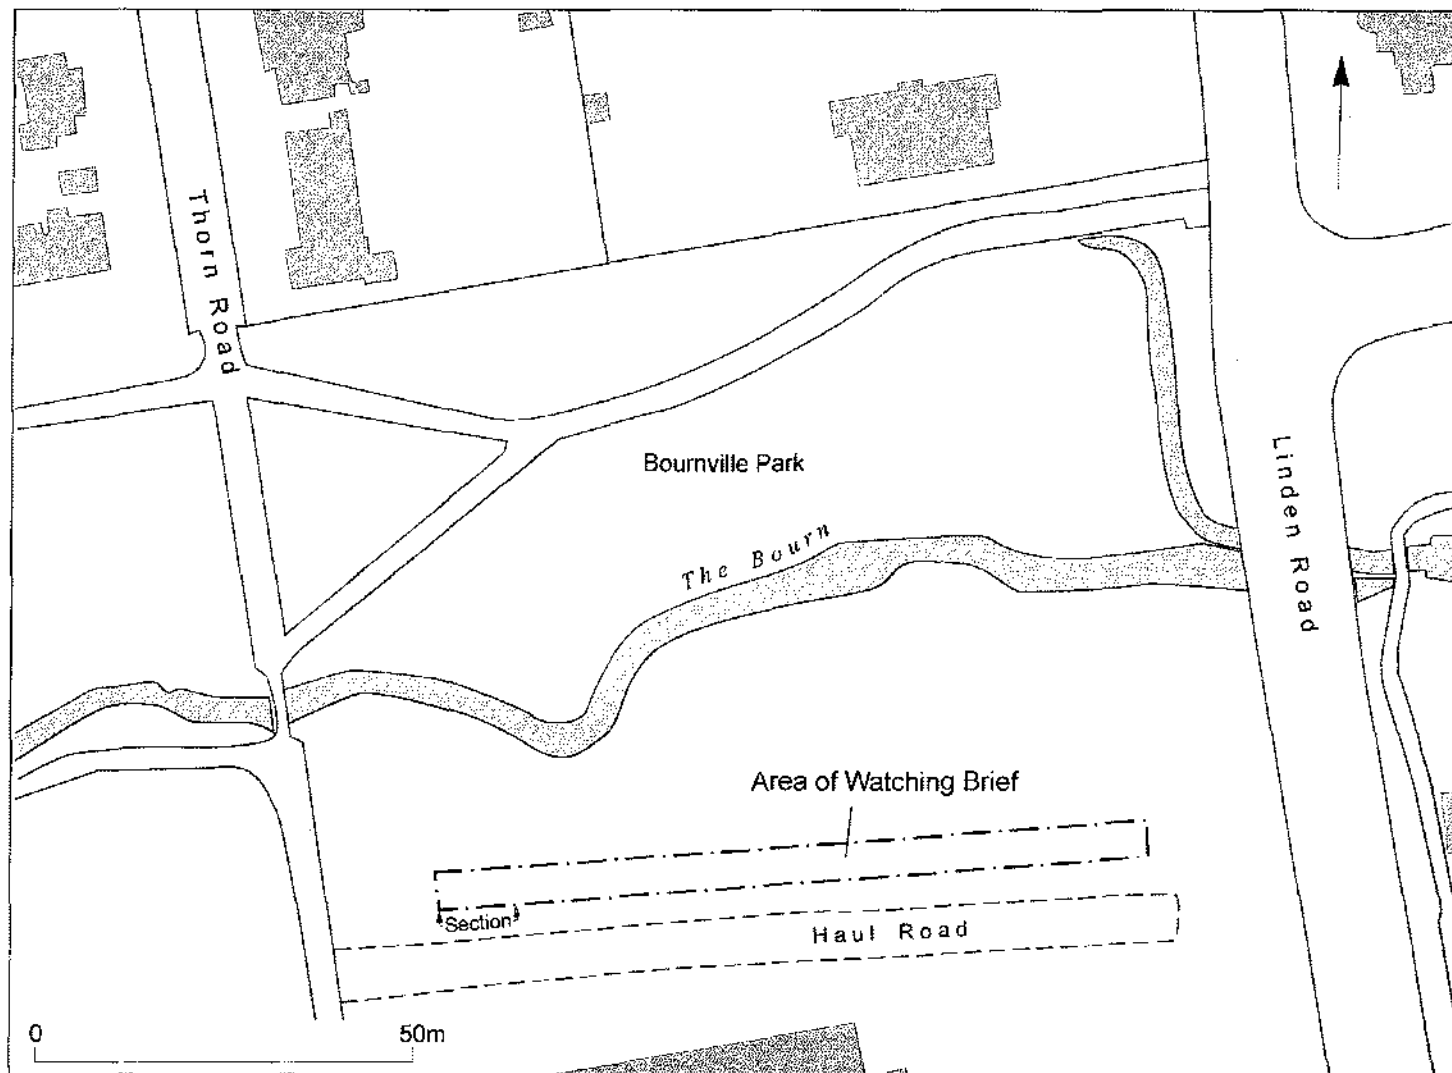 Thorn Road
Bournville Park
The Bourn
Linden Road
Area of Watching Brief
Section
Haul Road
0 50m